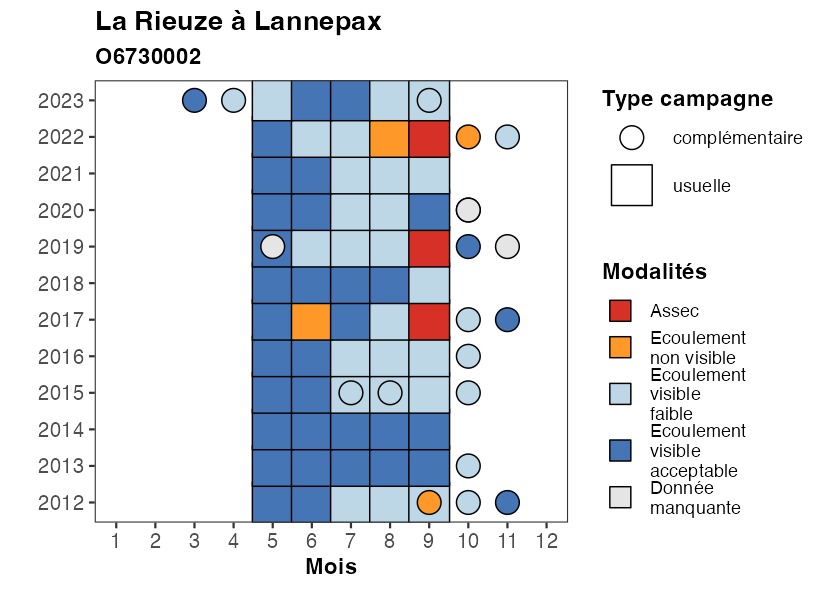 La Rieuze à Lannepax
O6730002
2023
2022
2021
2020
2019
2018
2017
2016
2015
2014
2013
2012
1 2 3 4 5 6 7 8 9 10 11 12
Mois
Type campagne
complémentaire
usuelle
Modalités
Assec
Ecoulement
non visible
Ecoulement
visible
faible
Ecoulement
visible
acceptable
Donnée
manquante